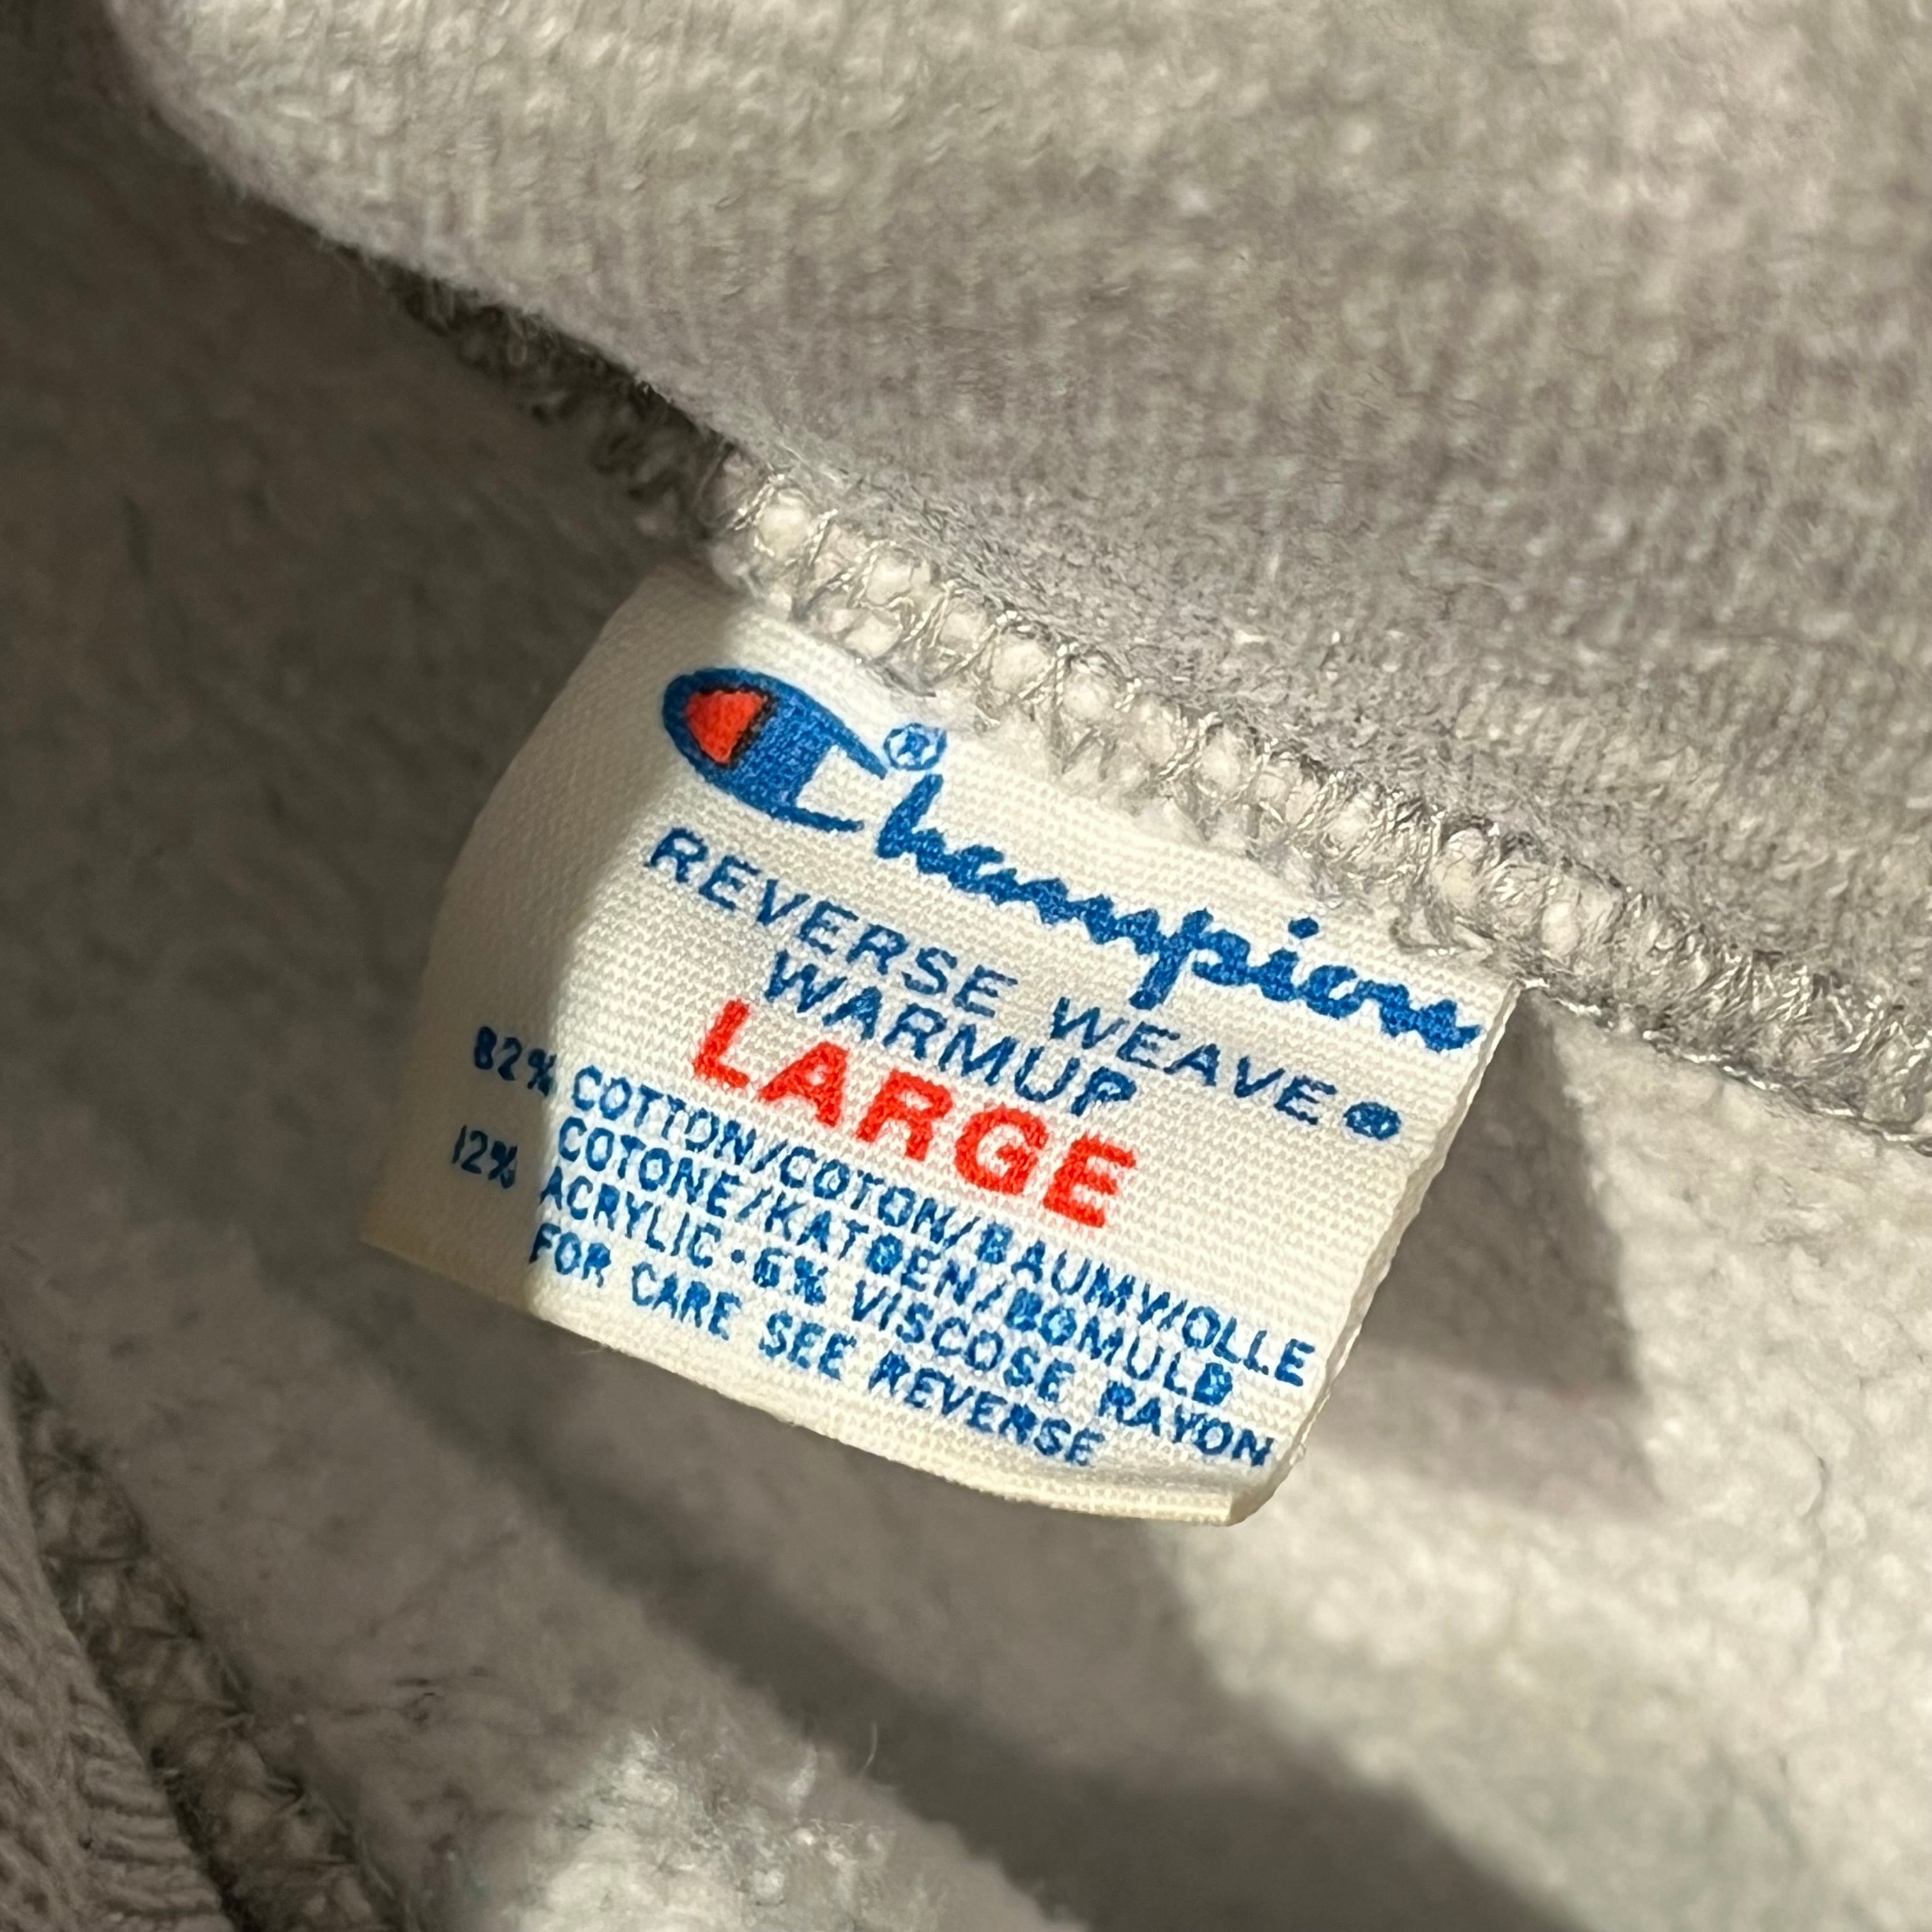 Champion®
REVERSE WEAVE®
WARMUP
LARGE
82% COTTON/COTON/BAUMWOLLE
COTONE/KATOEN/BOMULD
12% ACRYLIC·6% VISCOSE RAYON
FOR CARE SEE REVERSE